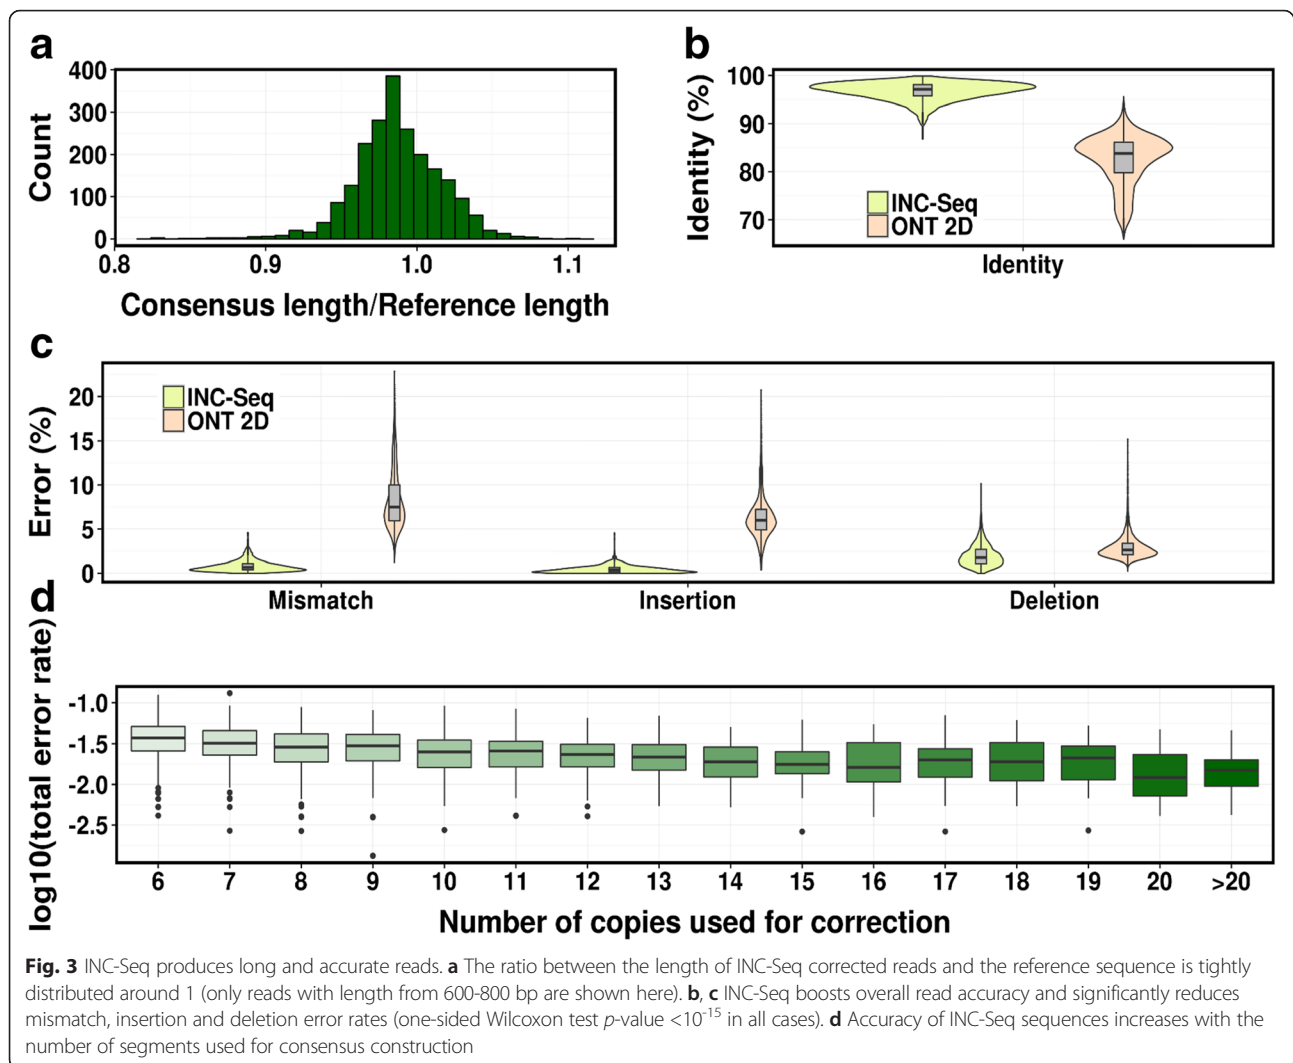 a
400
300
200
100
0
Count
0.8 0.9 1.0 1.1
Consensus length/Reference length
b
100
90
80
70
Identity (%)
INC-Seq
ONT 2D
Identity
c
20
15
10
5
0
Error (%)
INC-Seq
ONT 2D
Mismatch Insertion Deletion
d
-1.0
-1.5
-2.0
-2.5
log10(total error rate)
6 7 8 9 10 11 12 13 14 15 16 17 18 19 20 >20
Number of copies used for correction
Fig. 3 INC-Seq produces long and accurate reads. a The ratio between the length of INC-Seq corrected reads and the reference sequence is tightly
distributed around 1 (only reads with length from 600-800 bp are shown here). b, c INC-Seq boosts overall read accuracy and significantly reduces
mismatch, insertion and deletion error rates (one-sided Wilcoxon test p-value <10⁻¹⁵ in all cases). d Accuracy of INC-Seq sequences increases with the
number of segments used for consensus construction